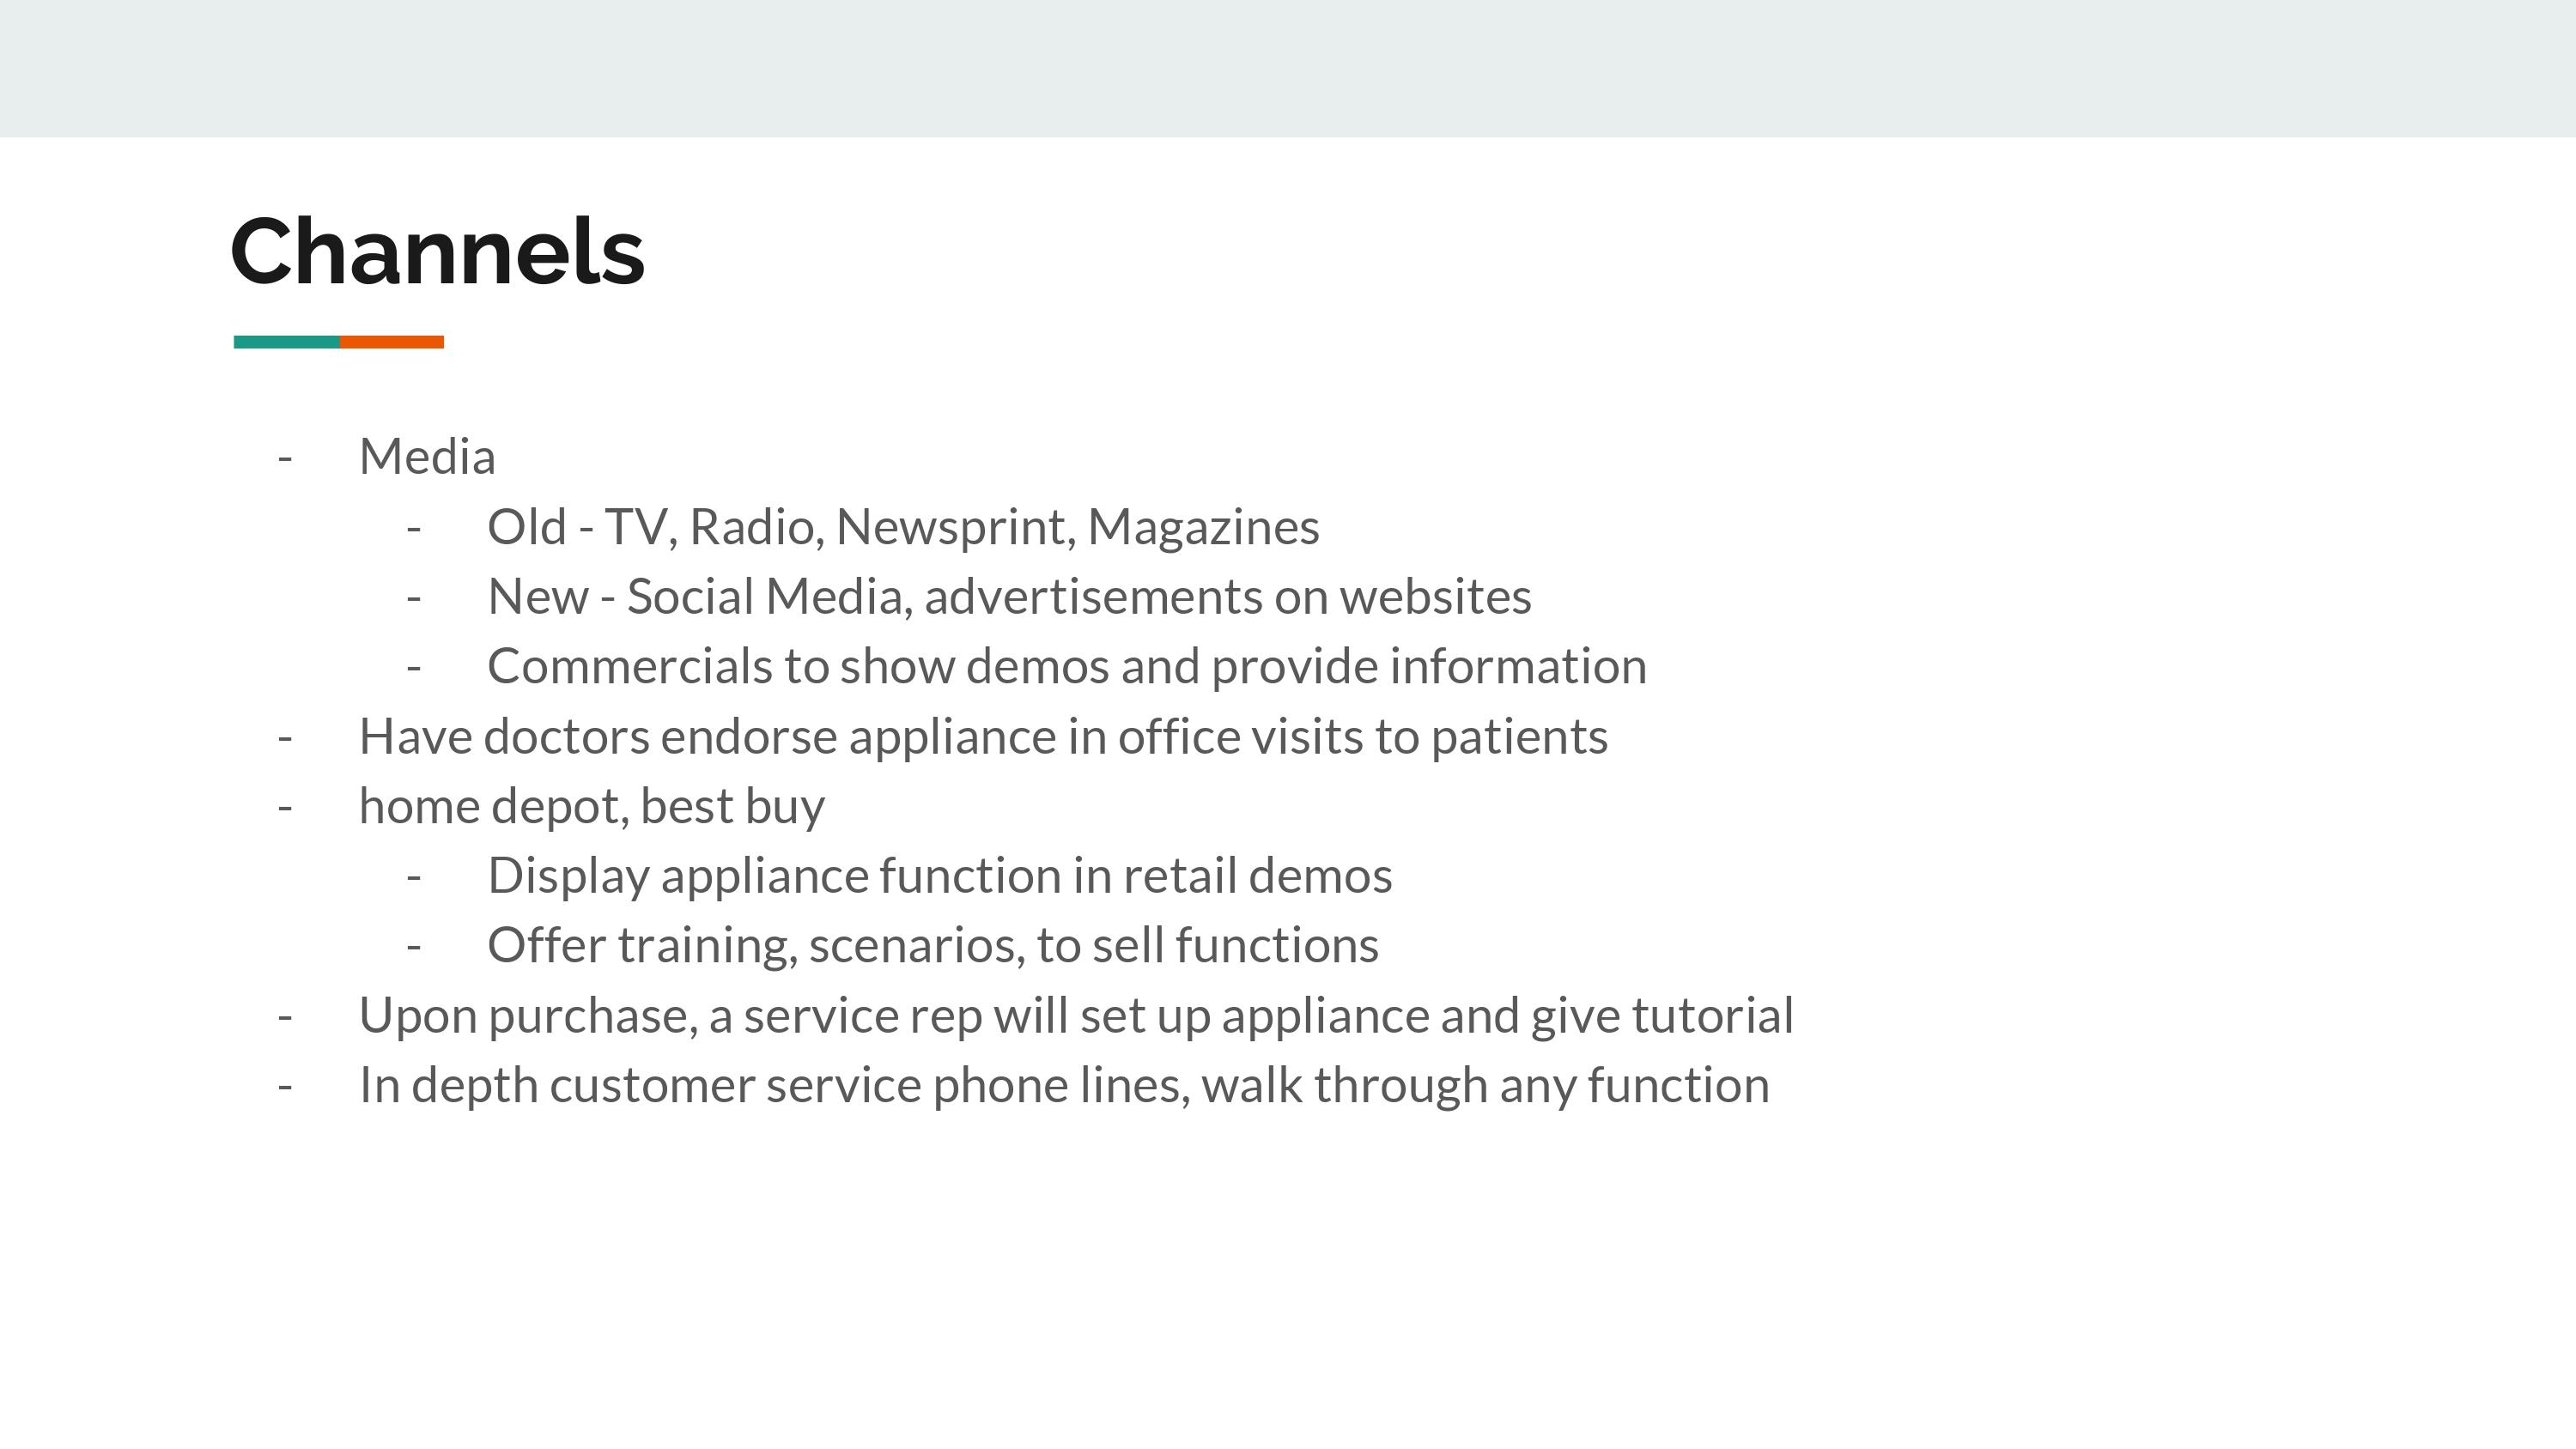 Channels
- Media
- Old - TV, Radio, Newsprint, Magazines
- New - Social Media, advertisements on websites
- Commercials to show demos and provide information
- Have doctors endorse appliance in office visits to patients
- home depot, best buy
- Display appliance function in retail demos
- Offer training, scenarios, to sell functions
- Upon purchase, a service rep will set up appliance and give tutorial
- In depth customer service phone lines, walk through any function